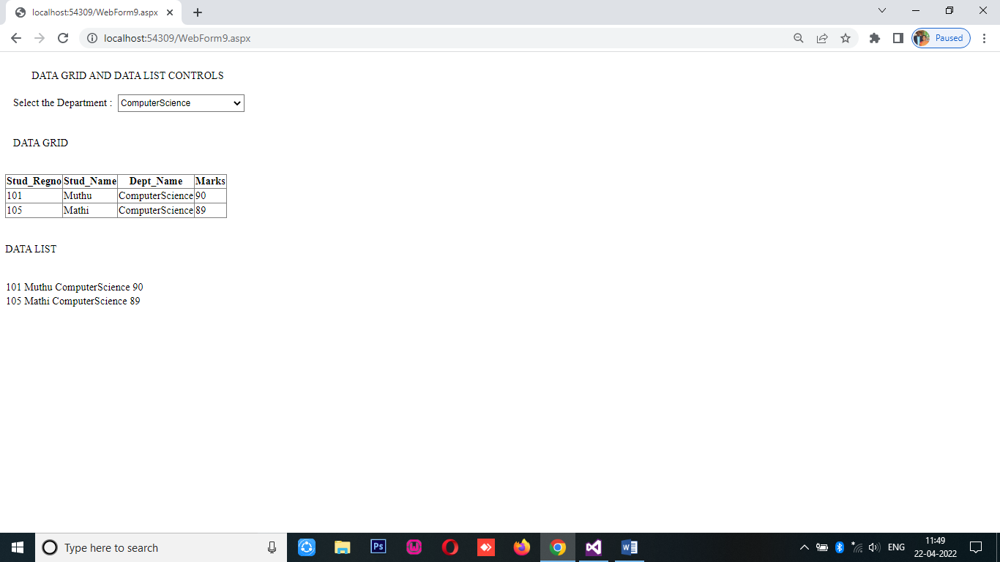 localhost:54309/WebForm9.aspx
localhost:54309/WebForm9.aspx
Paused
DATA GRID AND DATA LIST CONTROLS
Select the Department : ComputerScience
DATA GRID
Stud_Regno Stud_Name Dept_Name Marks
101 Muthu ComputerScience 90
105 Mathi ComputerScience 89
DATA LIST
101 Muthu ComputerScience 90
105 Mathi ComputerScience 89
Type here to search
Ps
ENG
11:49
22-04-2022